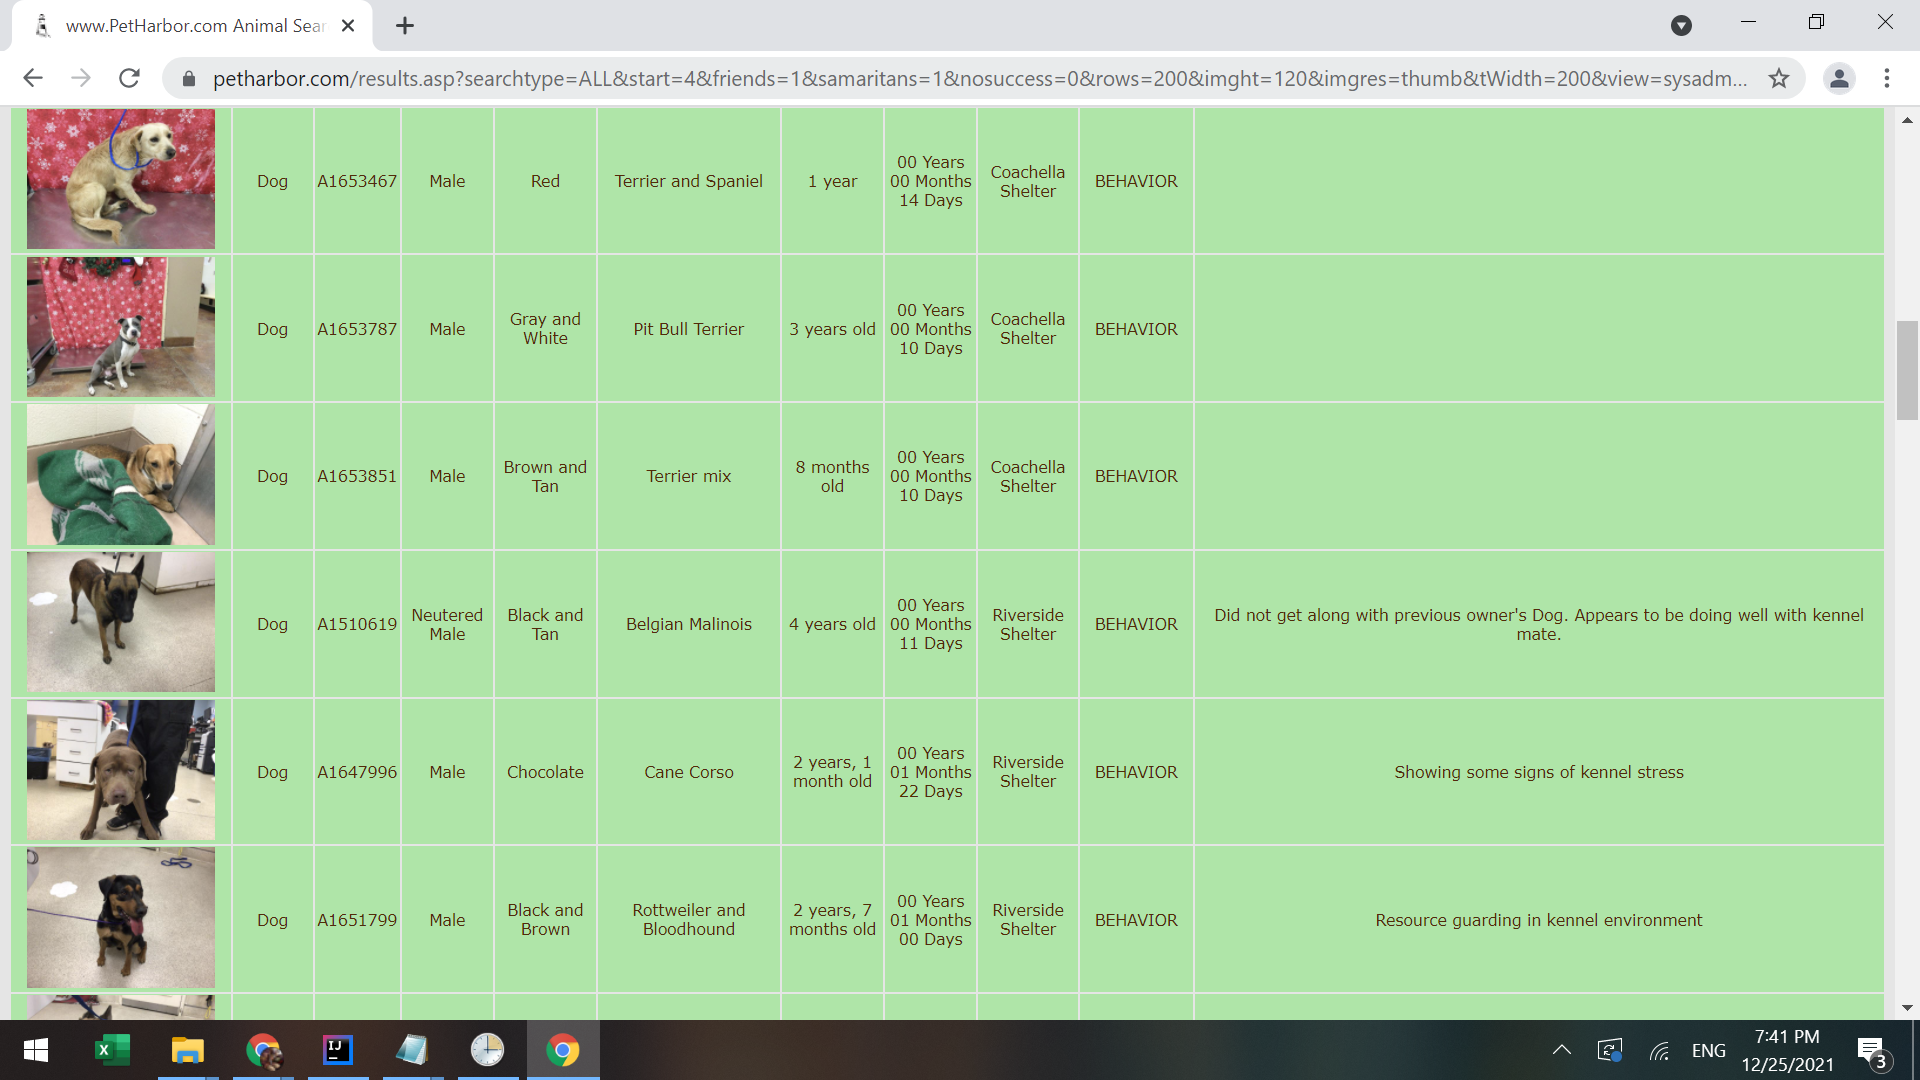 www.PetHarbor.com Animal Sear
petharbor.com/results.asp?searchtype=ALL&start=4&friends=1&samaritans=1&nosuccess=0&rows=200&imght=120&imgres=thumb&tWidth=200&view=sysadm...
Dog A1653467 Male Red Terrier and Spaniel 1 year 00 Years 00 Months 14 Days Coachella Shelter BEHAVIOR
Dog A1653787 Male Gray and White Pit Bull Terrier 3 years old 00 Years 00 Months 10 Days Coachella Shelter BEHAVIOR
Dog A1653851 Male Brown and Tan Terrier mix 8 months old 00 Years 00 Months 10 Days Coachella Shelter BEHAVIOR
Dog A1510619 Neutered Male Black and Tan Belgian Malinois 4 years old 00 Years 00 Months 11 Days Riverside Shelter BEHAVIOR Did not get along with previous owner's Dog. Appears to be doing well with kennel mate.
Dog A1647996 Male Chocolate Cane Corso 2 years, 1 month old 00 Years 01 Months 22 Days Riverside Shelter BEHAVIOR Showing some signs of kennel stress
Dog A1651799 Male Black and Brown Rottweiler and Bloodhound 2 years, 7 months old 00 Years 01 Months 00 Days Riverside Shelter BEHAVIOR Resource guarding in kennel environment
X
IJ
ENG
7:41 PM
12/25/2021
3